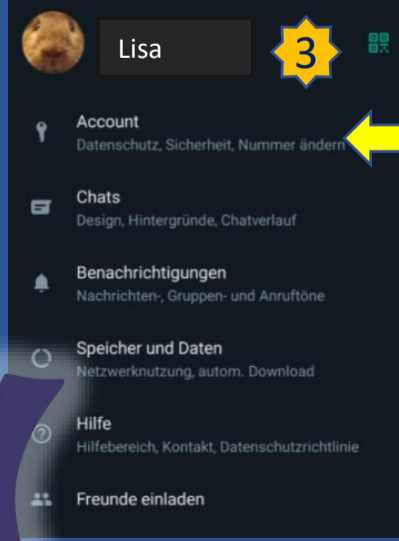 Lisa
3
Account
Datenschutz, Sicherheit, Nummer ändern
Chats
Design, Hintergründe, Chatverlauf
Benachrichtigungen
Nachrichten-, Gruppen- und Anruftöne
Speicher und Daten
Netzwerknutzung, autom. Download
Hilfe
Hilfebereich, Kontakt, Datenschutzrichtlinie
Freunde einladen